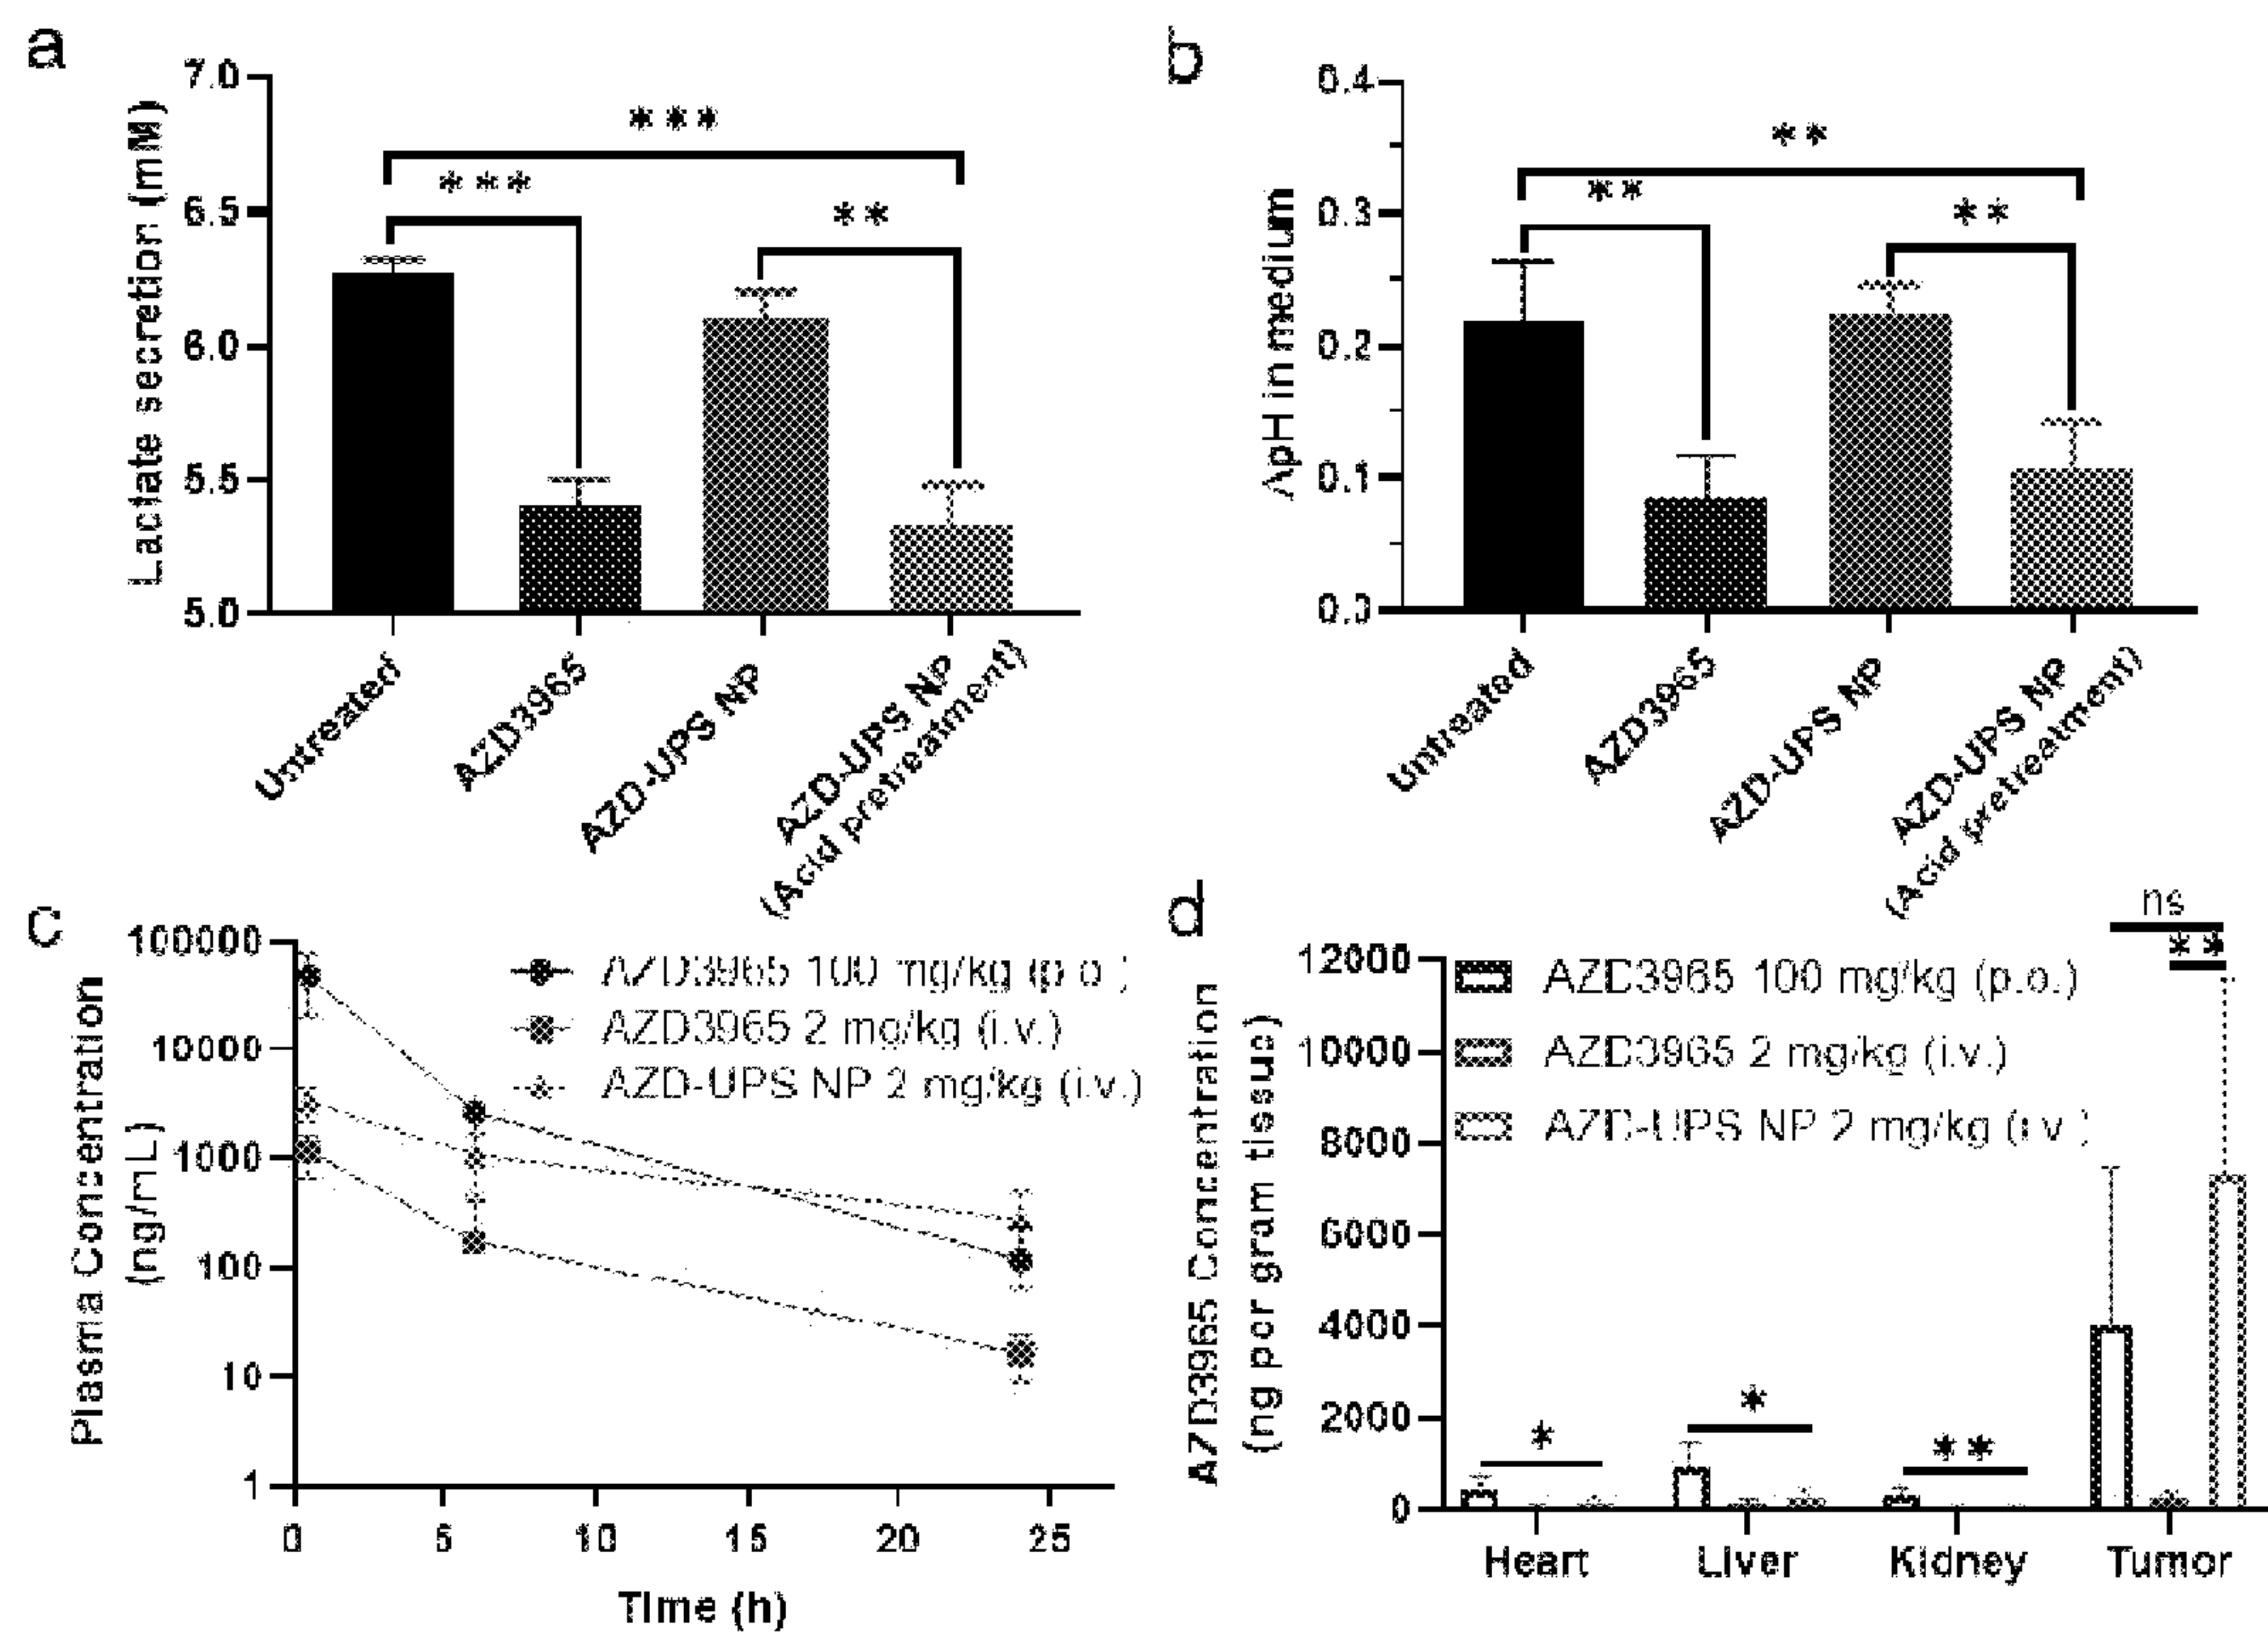 a
7.0
6.5
6.0
5.5
5.0
Lactate secretion (mM)
***
***
**
Untreated
AZD3965
AZD-UPS NP
AZD-UPS NP
(Acid pretreatment)
b
0.4
0.3
0.2
0.1
0.0
ΔpH in medium
**
**
**
Untreated
AZD3965
AZD-UPS NP
AZD-UPS NP
(Acid pretreatment)
c
100000
10000
1000
100
10
1
Plasma Concentration
(ng/mL)
AZD3965 100 mg/kg (p.o.)
AZD3965 2 mg/kg (i.v.)
AZD-UPS NP 2 mg/kg (i.v.)
0
5
10
15
20
25
Time (h)
d
12000
10000
8000
6000
4000
2000
0
AZD3965 Concentration
(ng per gram tissue)
AZD3965 100 mg/kg (p.o.)
AZD3965 2 mg/kg (i.v.)
AZD-UPS NP 2 mg/kg (i.v.)
ns
**
*
*
**
Heart
Liver
Kidney
Tumor